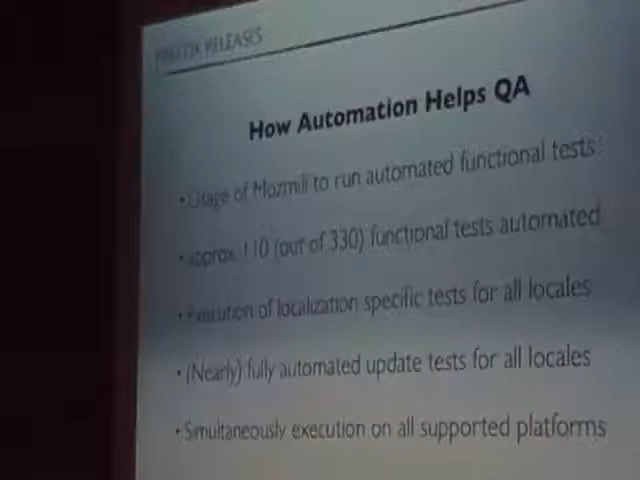 FIREFOX RELEASES
How Automation Helps QA
• Usage of Mozmill to run automated functional tests
• approx. 110 (out of 330) functional tests automated
• Execution of localization specific tests for all locales
• (Nearly) fully automated update tests for all locales
• Simultaneously execution on all supported platforms